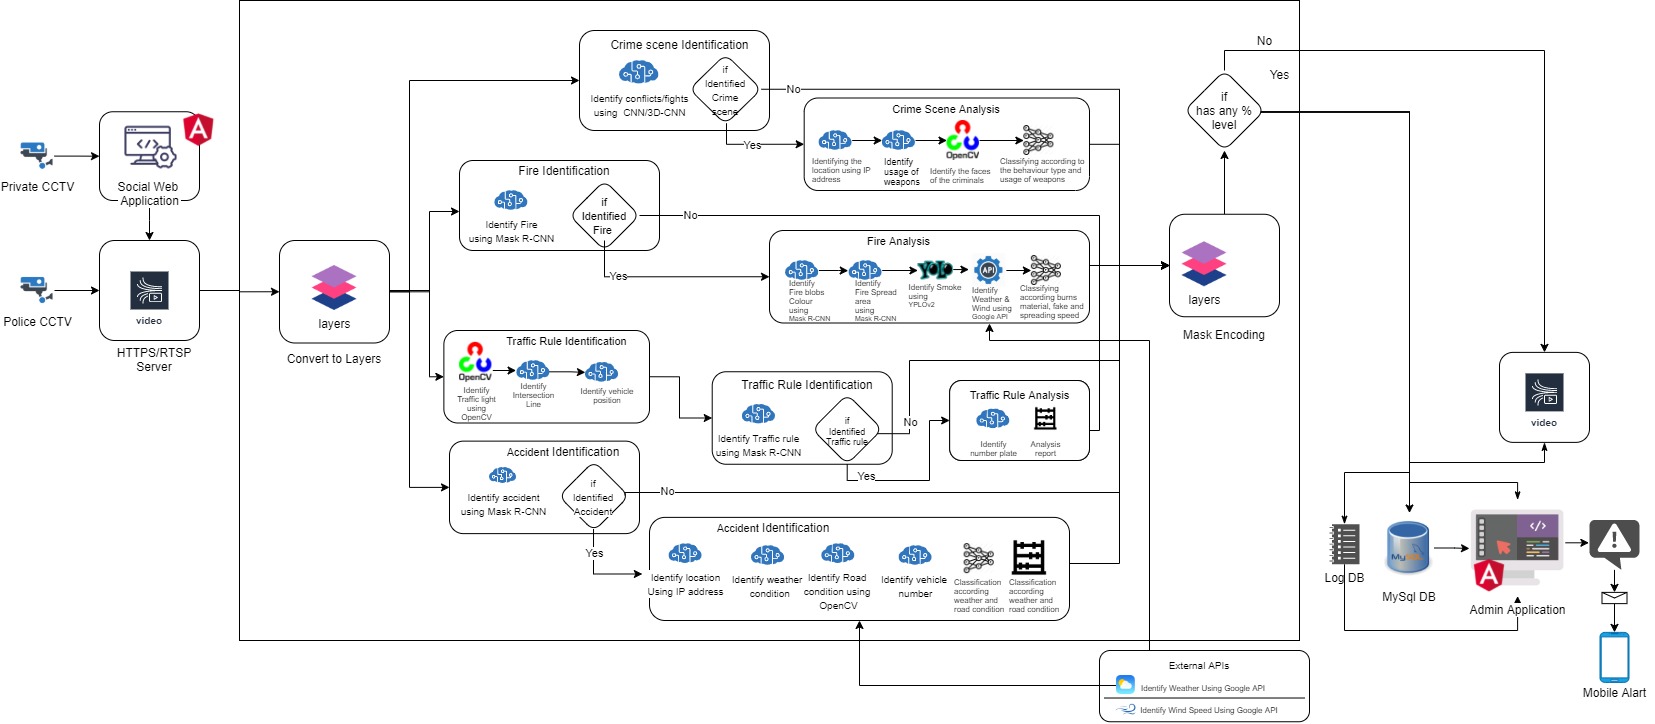 Private CCTV
Social Web
Application
Police CCTV
video
HTTPS/RTSP
Server
layers
Convert to Layers
Crime scene Identification
Identify conflicts/fights
using CNN/3D-CNN
if
Identified
Crime
scene
No
Yes
Crime Scene Analysis
Identifying the
location using IP
address
Identify
usage of
weapons
OpenCV
Identify the faces
of the criminals
Classifying according to
the behaviour type and
usage of weapons
Fire Identification
Identify Fire
using Mask R-CNN
if
Identified
Fire
No
Yes
Fire Analysis
Identify
Fire blobs
Colour
using
Mask R-CNN
Identify
Fire Spread
area
using
Mask R-CNN
YOLO
Identify Smoke
using
YPLOv2
API
Identify
Weather &
Wind using
Google API
Classifying
according burns
material, fake and
spreading speed
Traffic Rule Identification
OpenCV
Identify
Traffic light
using
OpenCV
Identify
Intersection
Line
Identify vehicle
position
Traffic Rule Identification
Identify Traffic rule
using Mask R-CNN
if
Identified
Traffic rule
No
Yes
Traffic Rule Analysis
Identify
number plate
Analysis
report
Accident Identification
Identify accident
using Mask R-CNN
if
Identified
Accident
No
Yes
Accident Identification
Identify location
Using IP address
Identify weather
condition
Identify Road
condition using
OpenCV
Identify vehicle
number
Classification
according
weather and
road condition
Classification
according
weather and
road condition
External APIs
Identify Weather Using Google API
Identify Wind Speed Using Google API
layers
Mask Encoding
if
has any %
level
No
Yes
video
Log DB
MySQL
MySql DB
Admin Application
Mobile Alart